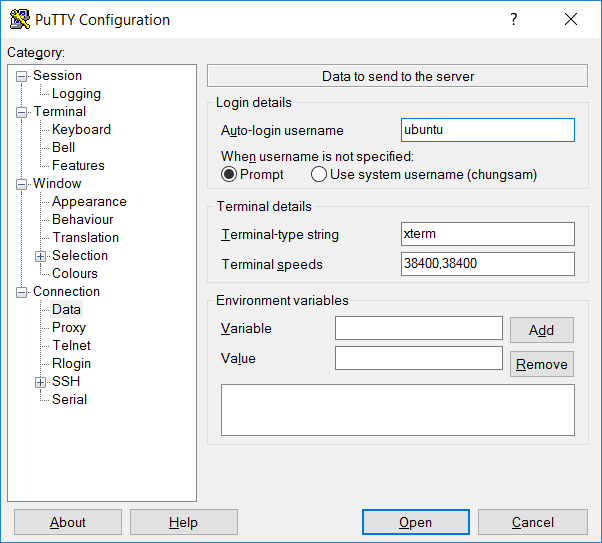 PuTTY Configuration
?
Category:
Session
Logging
Terminal
Keyboard
Bell
Features
Window
Appearance
Behaviour
Translation
Selection
Colours
Connection
Data
Proxy
Telnet
Rlogin
SSH
Serial
Data to send to the server
Login details
Auto-login username
ubuntu
When username is not specified:
Prompt Use system username (chungsam)
Terminal details
Terminal-type string
xterm
Terminal speeds
38400,38400
Environment variables
Variable
Add
Value
Remove
About
Help
Open
Cancel